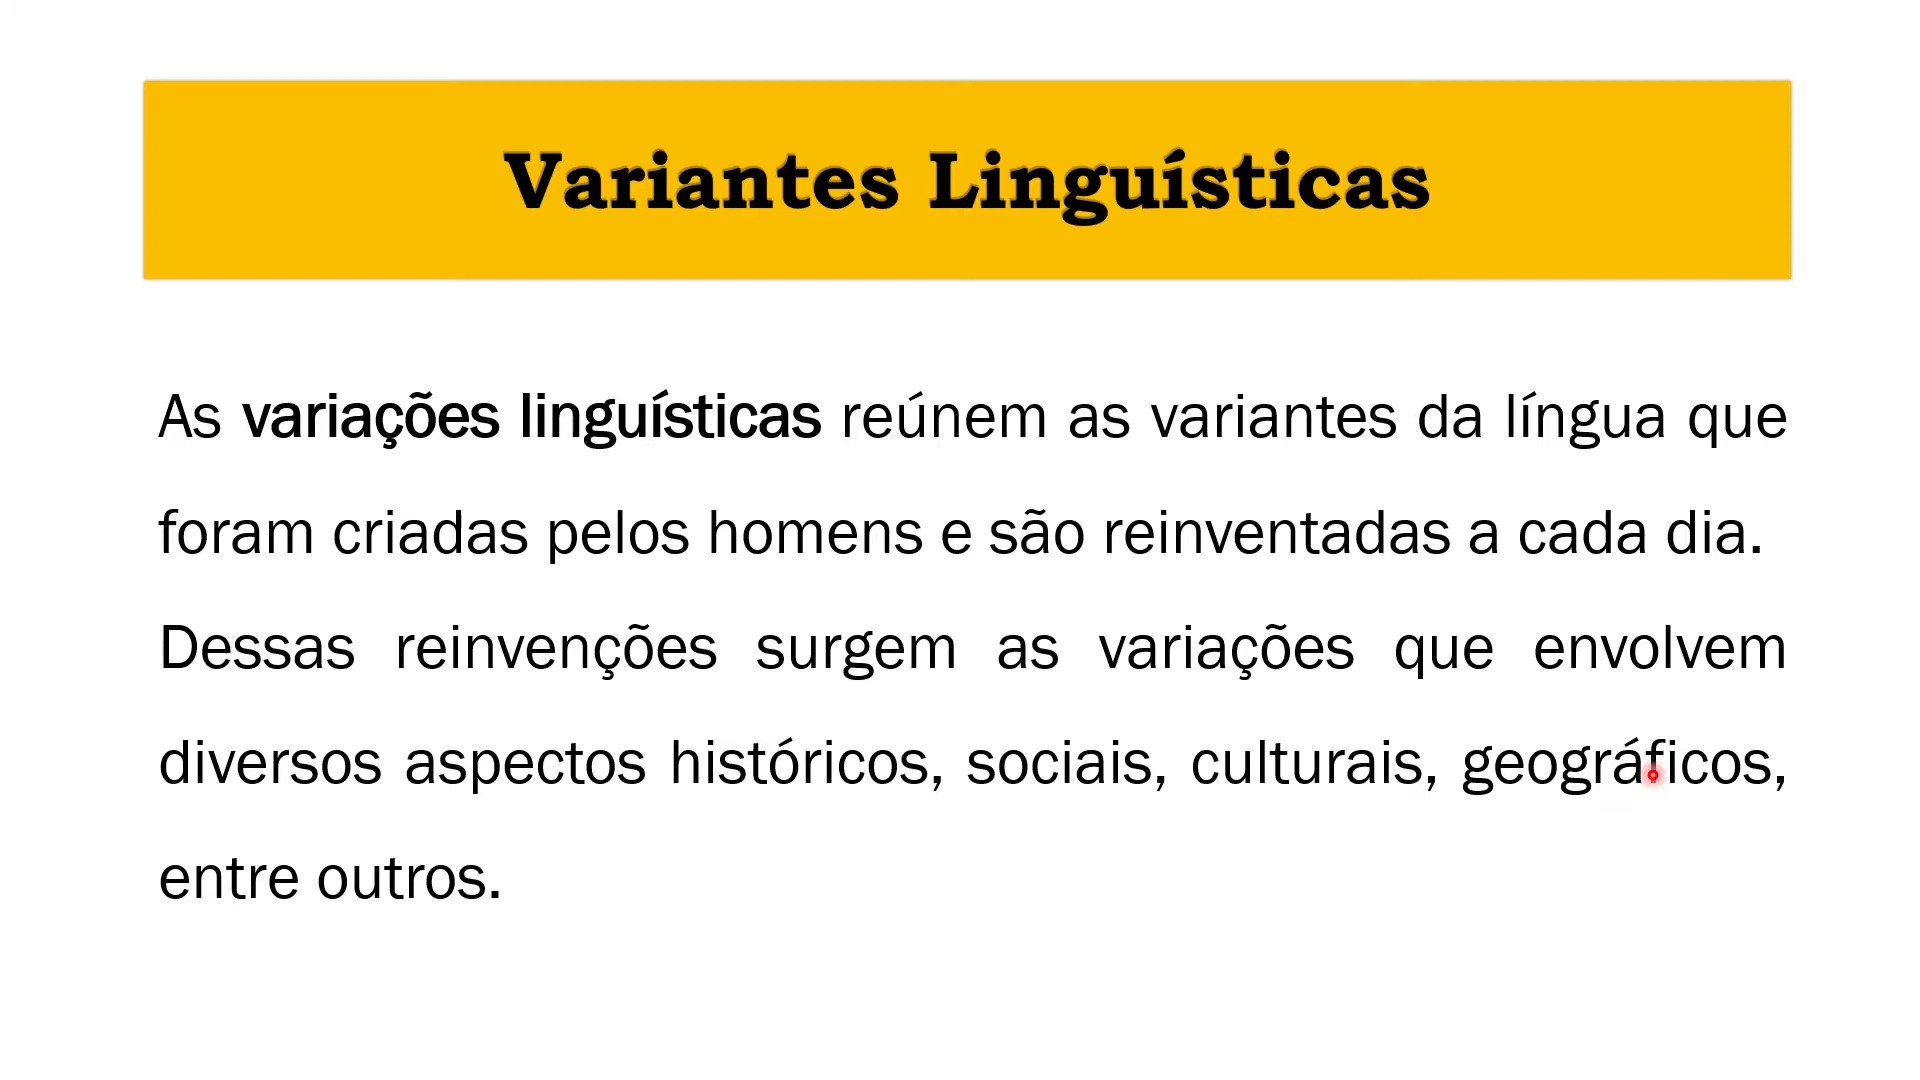 Variantes Linguísticas
As variações linguísticas reúnem as variantes da língua que
foram criadas pelos homens e são reinventadas a cada dia.
Dessas reinvenções surgem as variações que envolvem
diversos aspectos históricos, sociais, culturais, geográficos,
entre outros.